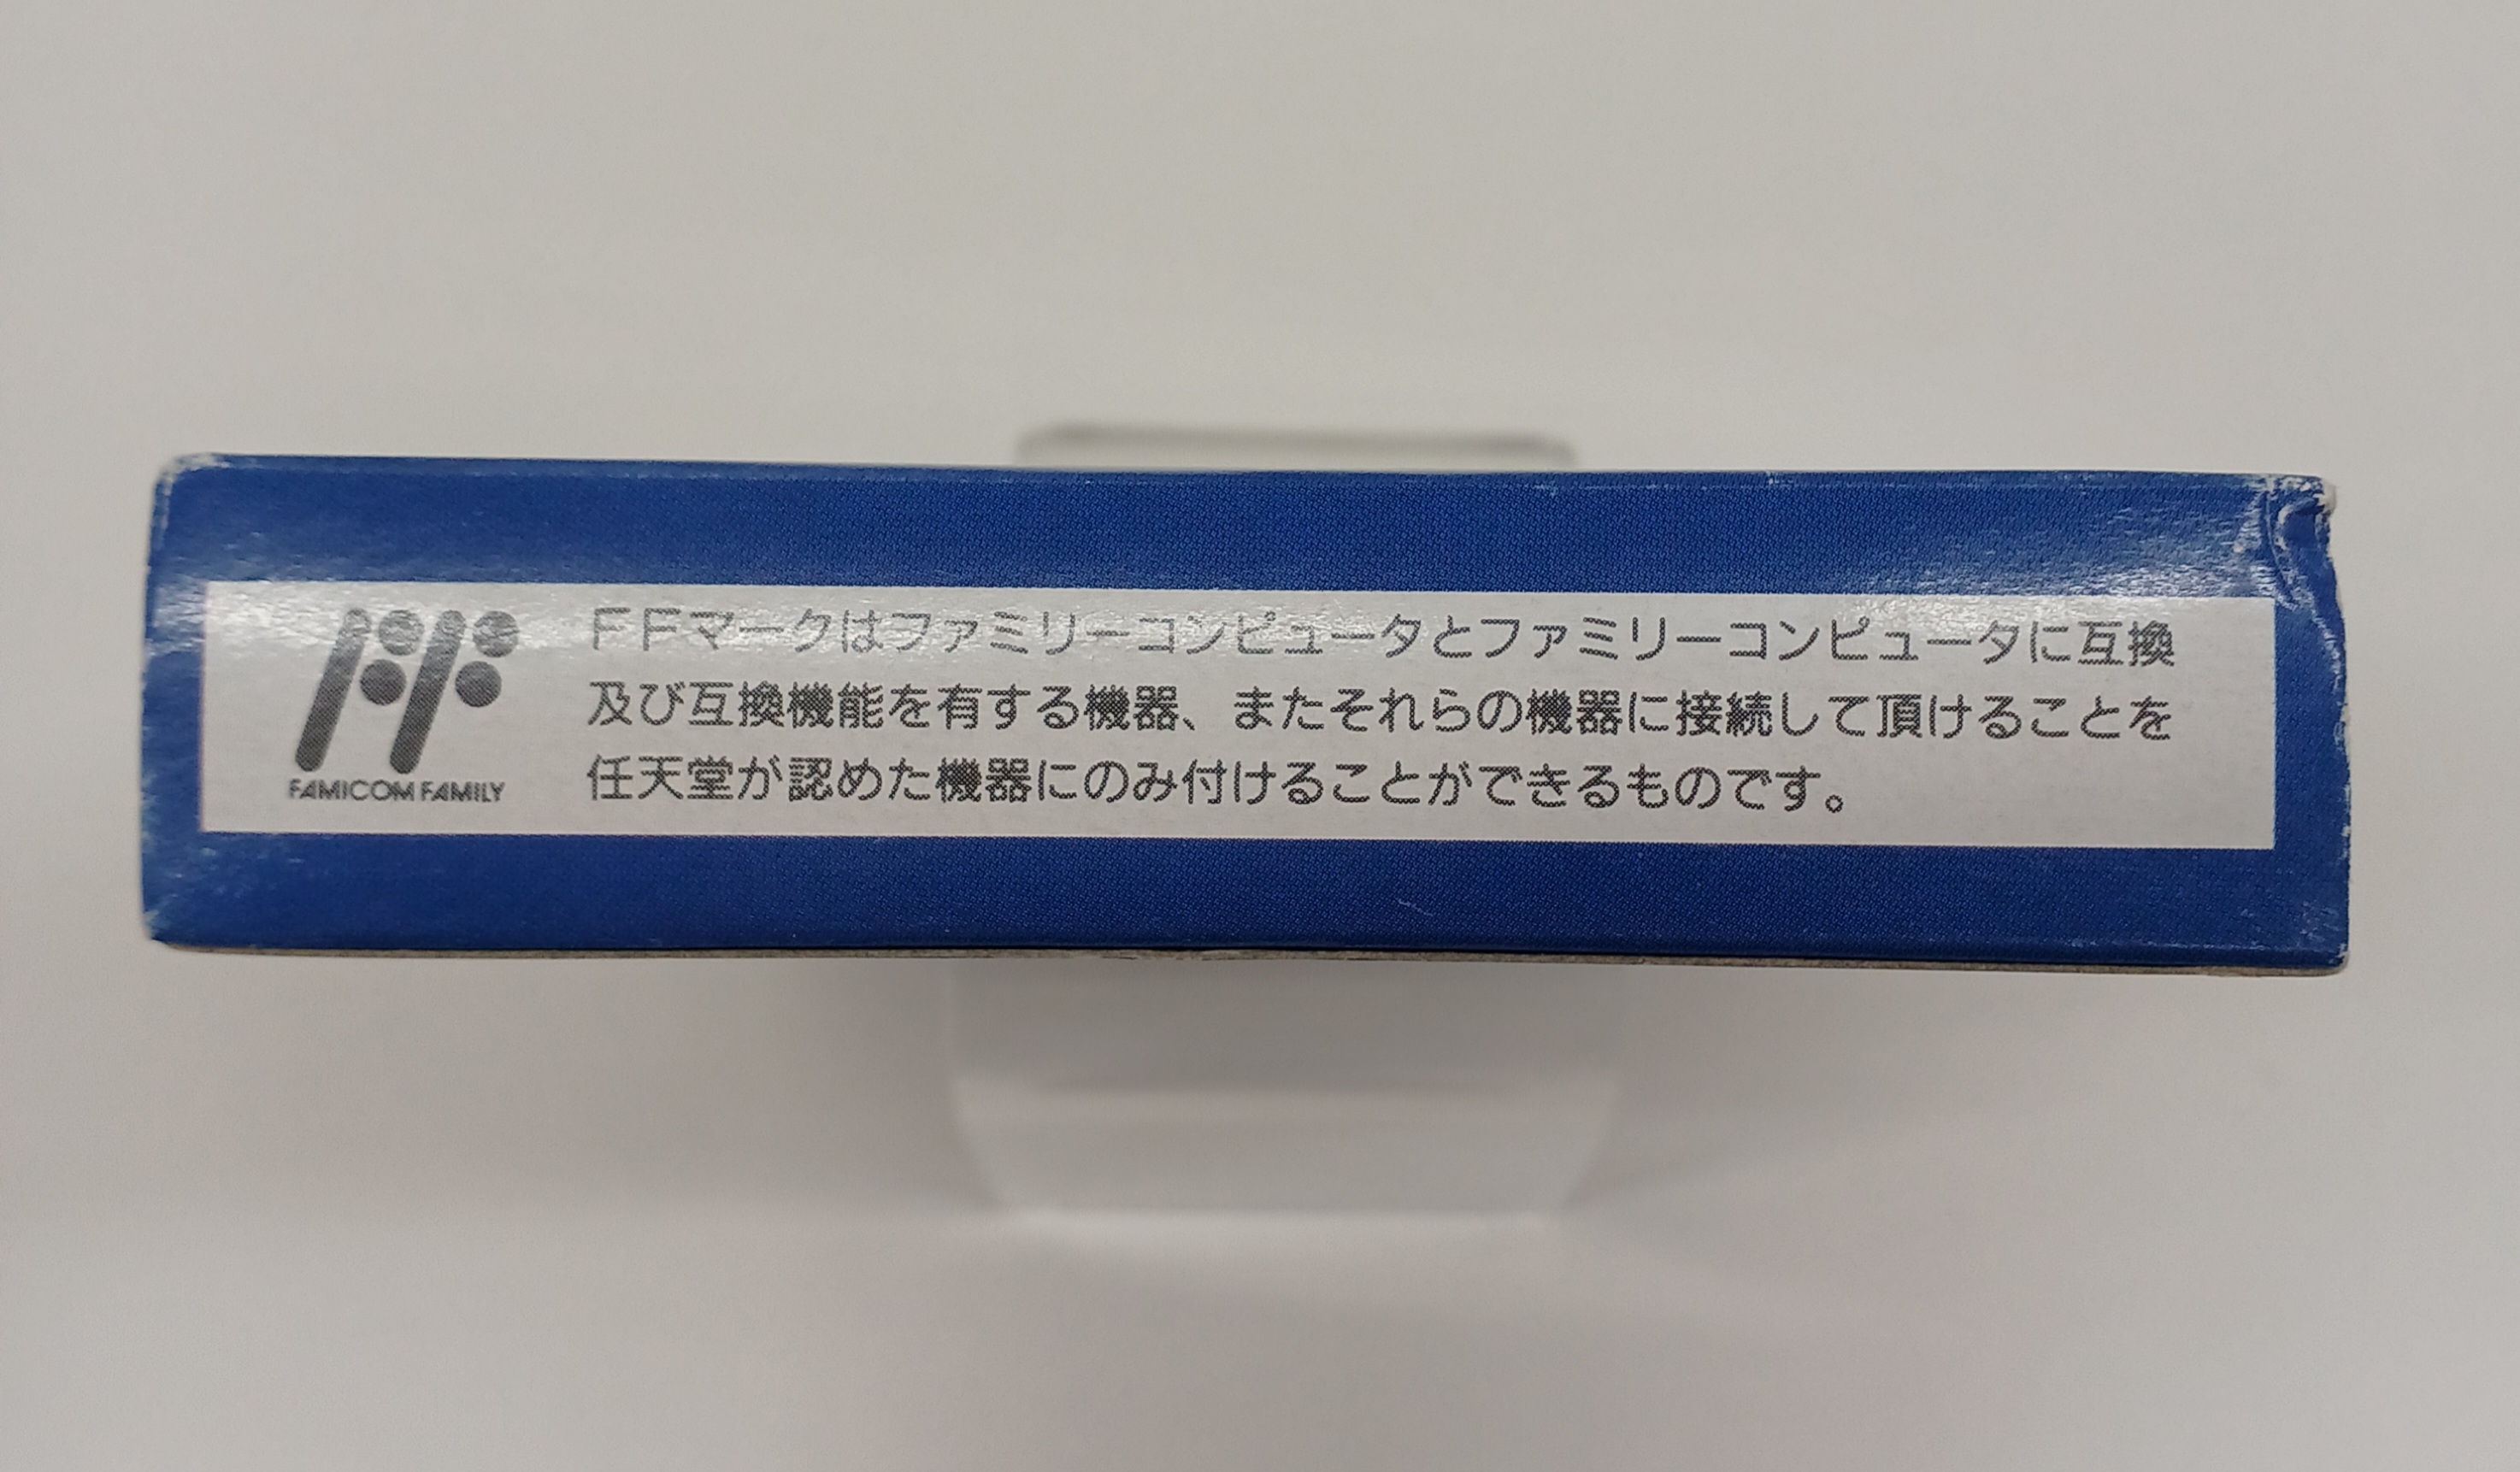 FFマークはファミリーコンピュータとファミリーコンピュータに互換
及び互換機能を有する機器、またそれらの機器に接続して頂けることを
任天堂が認めた機器にのみ付けることができるものです。
FAMICOM FAMILY